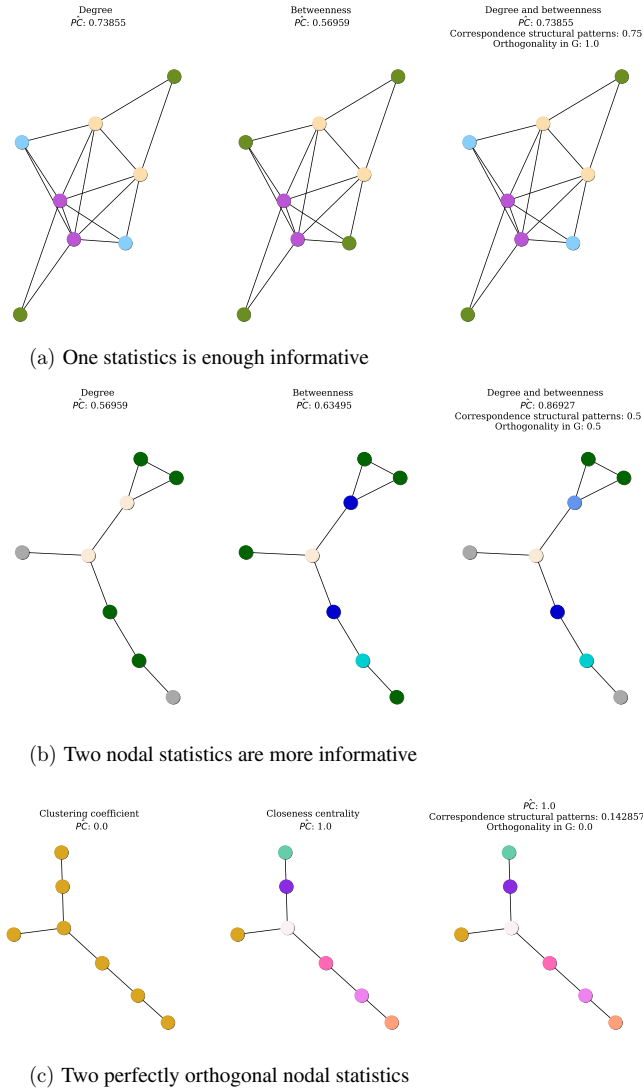 Degree
P̂C: 0.73855
Betweenness
P̂C: 0.56959
Degree and betweenness
P̂C: 0.73855
Correspondence structural patterns: 0.75
Orthogonality in G: 1.0
(a) One statistics is enough informative
Degree
P̂C: 0.56959
Betweenness
P̂C: 0.63495
Degree and betweenness
P̂C: 0.86927
Correspondence structural patterns: 0.5
Orthogonality in G: 0.5
(b) Two nodal statistics are more informative
Clustering coefficient
P̂C: 0.0
Closeness centrality
P̂C: 1.0
P̂C: 1.0
Correspondence structural patterns: 0.142857
Orthogonality in G: 0.0
(c) Two perfectly orthogonal nodal statistics